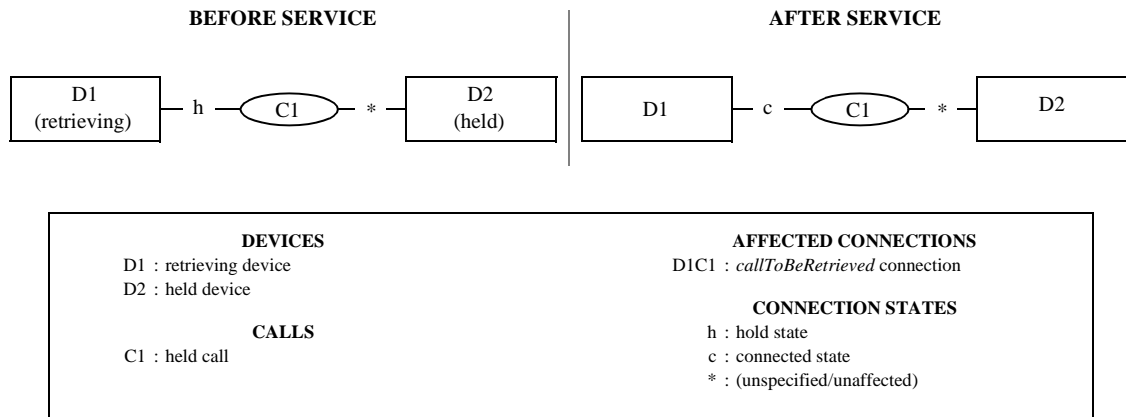 BEFORE SERVICE
D1
(retrieving)
h
C1
*
D2
(held)
AFTER SERVICE
D1
c
C1
*
D2
DEVICES
D1 : retrieving device
D2 : held device
CALLS
C1 : held call
AFFECTED CONNECTIONS
D1C1 : callToBeRetrieved connection
CONNECTION STATES
h : hold state
c : connected state
* : (unspecified/unaffected)